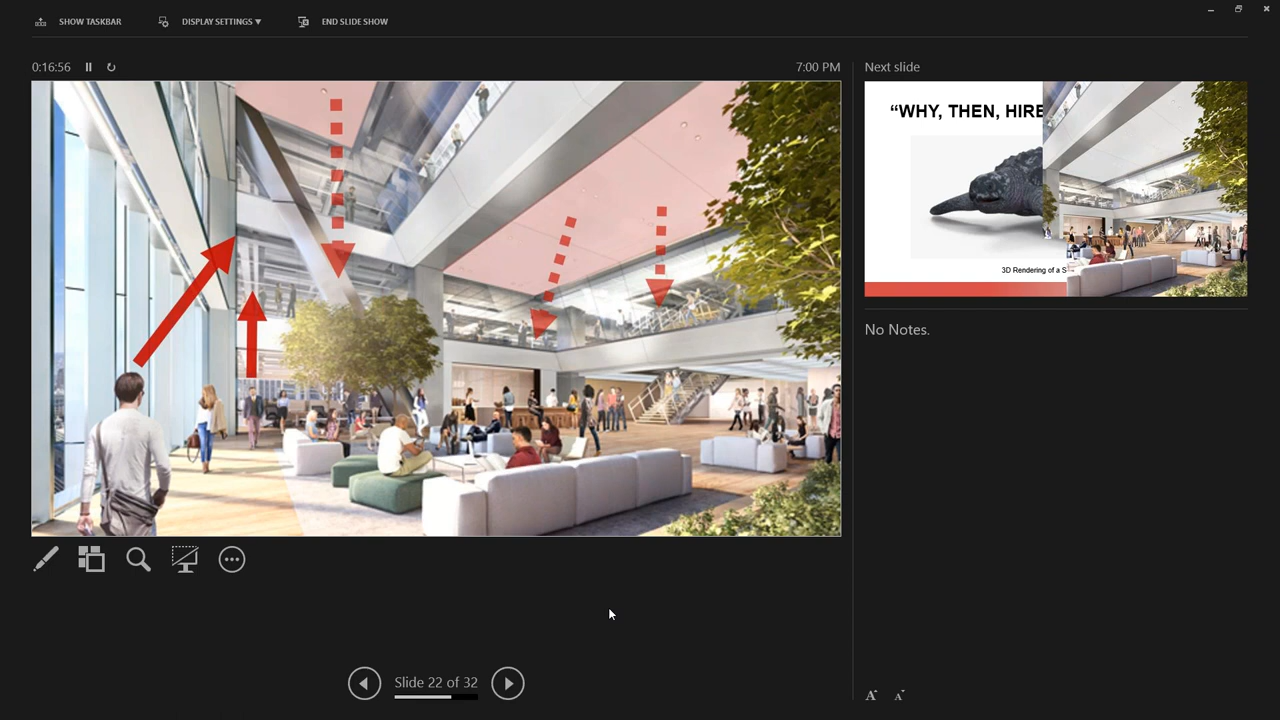 SHOW TASKBAR
DISPLAY SETTINGS ▼
END SLIDE SHOW
0:16:56
7:00 PM
Next slide
“WHY, THEN, HIRE
3D Rendering of a S
No Notes.
Slide 22 of 32
A
A